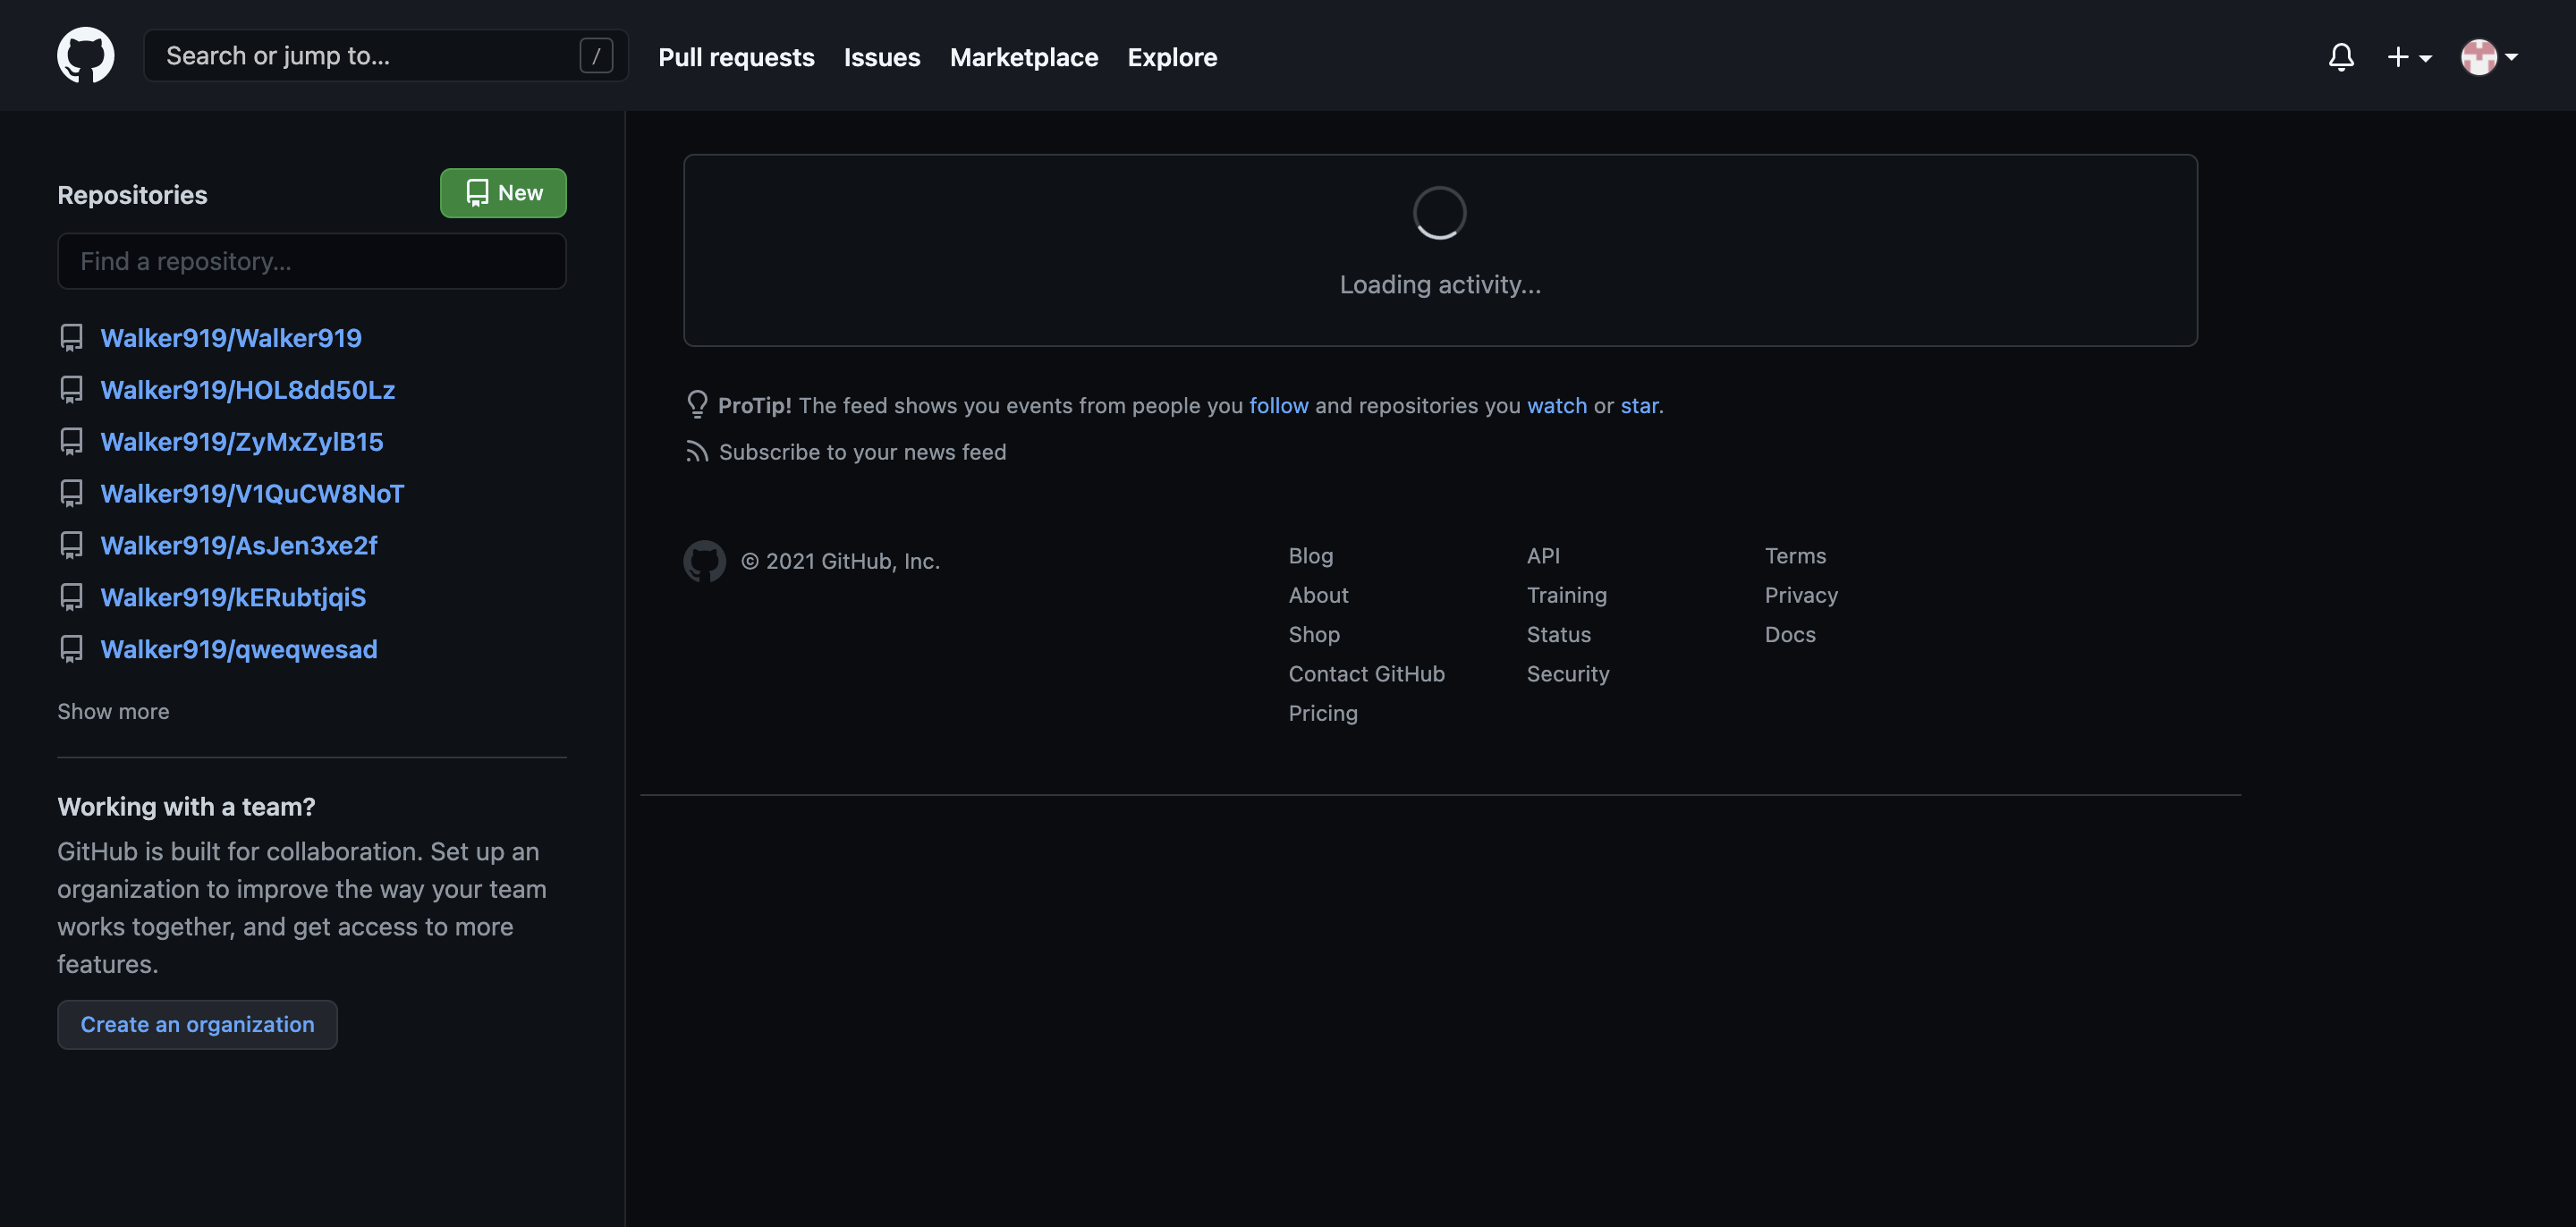 Search or jump to...
/
Pull requests
Issues
Marketplace
Explore
Repositories
New
Find a repository...
Walker919/Walker919
Walker919/HOL8dd50Lz
Walker919/ZyMxZylB15
Walker919/V1QuCW8NoT
Walker919/AsJen3xe2f
Walker919/kERubtjqiS
Walker919/qweqwesad
Show more
Working with a team?
GitHub is built for collaboration. Set up an
organization to improve the way your team
works together, and get access to more
features.
Create an organization
Loading activity...
ProTip! The feed shows you events from people you follow and repositories you watch or star.
Subscribe to your news feed
© 2021 GitHub, Inc.
Blog
About
Shop
Contact GitHub
Pricing
API
Training
Status
Security
Terms
Privacy
Docs